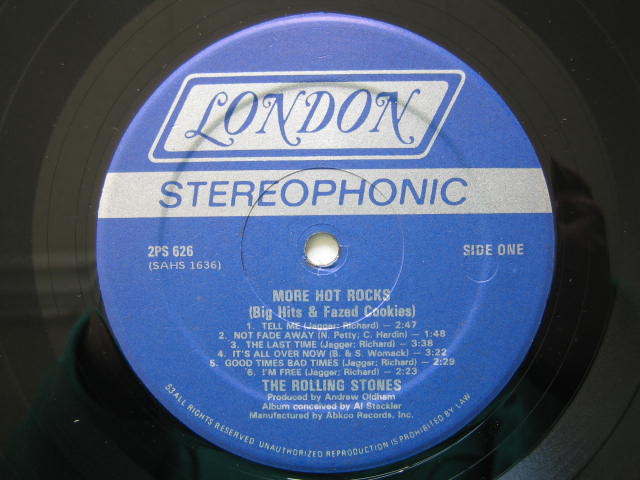 LONDON
STEREOPHONIC
2PS 626
(SAHS 1636)
SIDE ONE
MORE HOT ROCKS
(Big Hits & Fazed Cookies)
1. TELL ME (Jagger: Richard) — 2:47
2. NOT FADE AWAY (N. Petty; C. Herdin) — 1:48
3. THE LAST TIME (Jagger: Richard) — 3:38
4. IT'S ALL OVER NOW (B. & S. Womack) — 3:22
5. GOOD TIMES BAD TIMES (Jagger: Richard) — 2:29
6. I'M FREE (Jagger: Richard) — 2:23
THE ROLLING STONES
Produced by Andrew Oldham
Album conceived by Al Steckler
Manufactured by Abkco Records, Inc.
53 ALL RIGHTS RESERVED UNAUTHORIZED DUPLICATION IS PROHIBITED BY LAW